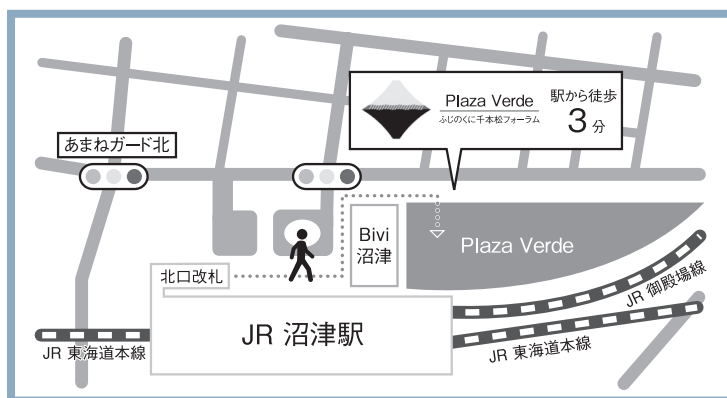 Plaza Verde
ふじのくに千本松フォーラム
駅から徒歩
3分
あまねガード北
Bivi
沼津
Plaza Verde
北口改札
JR 御殿場線
JR 沼津駅
JR 東海道本線
JR 東海道本線